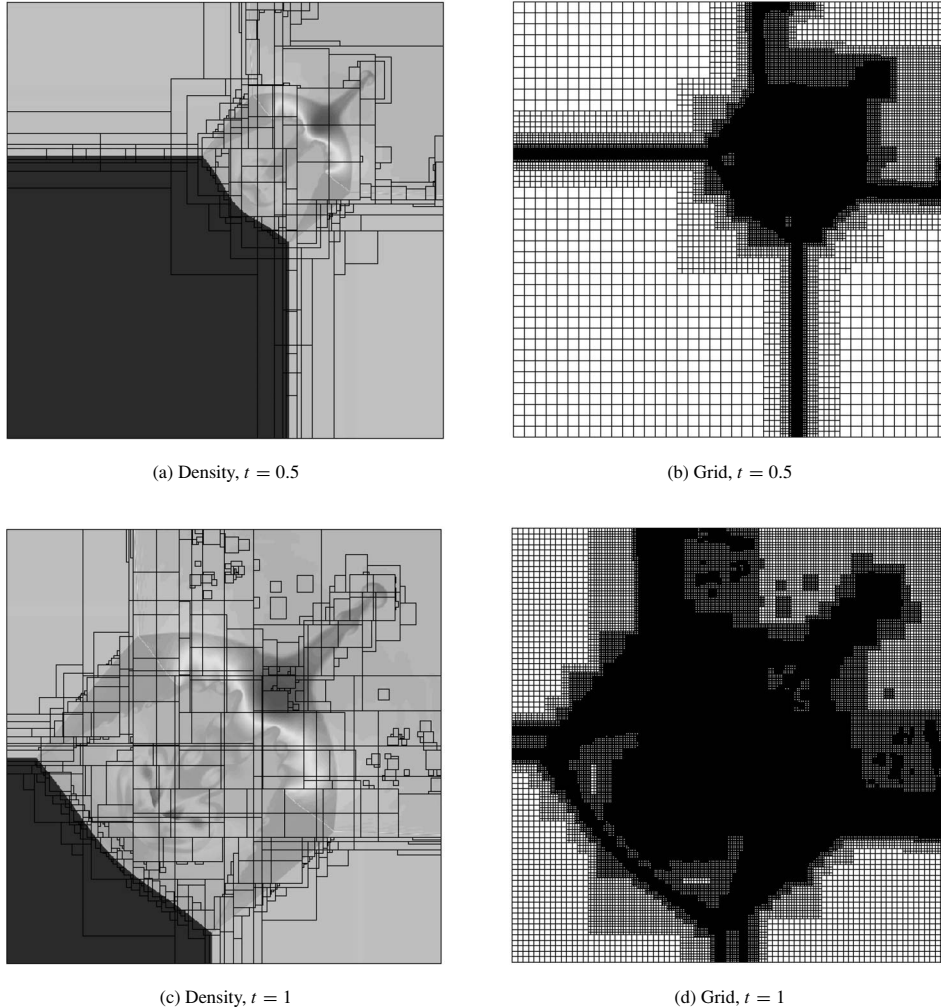 (a) Density, t = 0.5
(b) Grid, t = 0.5
(c) Density, t = 1
(d) Grid, t = 1